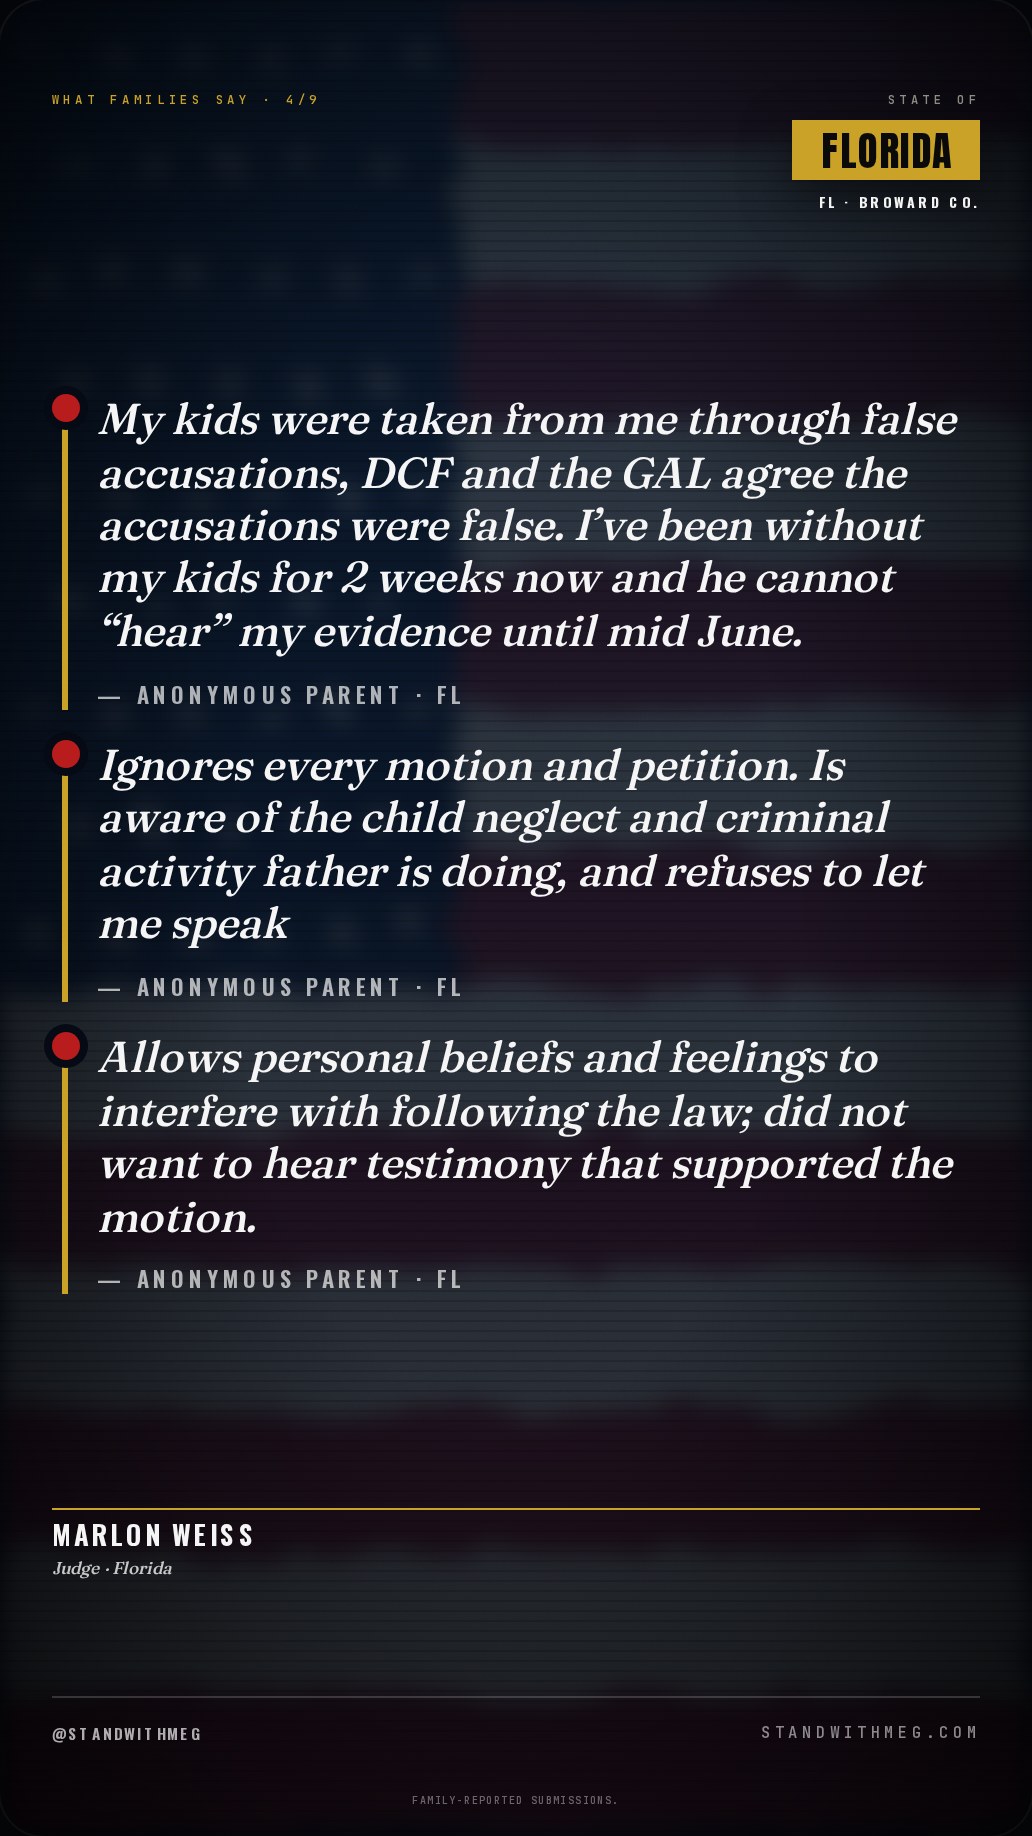 WHAT FAMILIES SAY · 4/9
STATE OF
FLORIDA
FL · BROWARD CO.
My kids were taken from me through false
accusations, DCF and the GAL agree the
accusations were false. I’ve been without
my kids for 2 weeks now and he cannot
“hear” my evidence until mid June.
— ANONYMOUS PARENT · FL
Ignores every motion and petition. Is
aware of the child neglect and criminal
activity father is doing, and refuses to let
me speak
— ANONYMOUS PARENT · FL
Allows personal beliefs and feelings to
interfere with following the law; did not
want to hear testimony that supported the
motion.
— ANONYMOUS PARENT · FL
MARLON WEISS
Judge · Florida
@STANDWITHMEG
STANDWITHMEG.COM
FAMILY-REPORTED SUBMISSIONS.